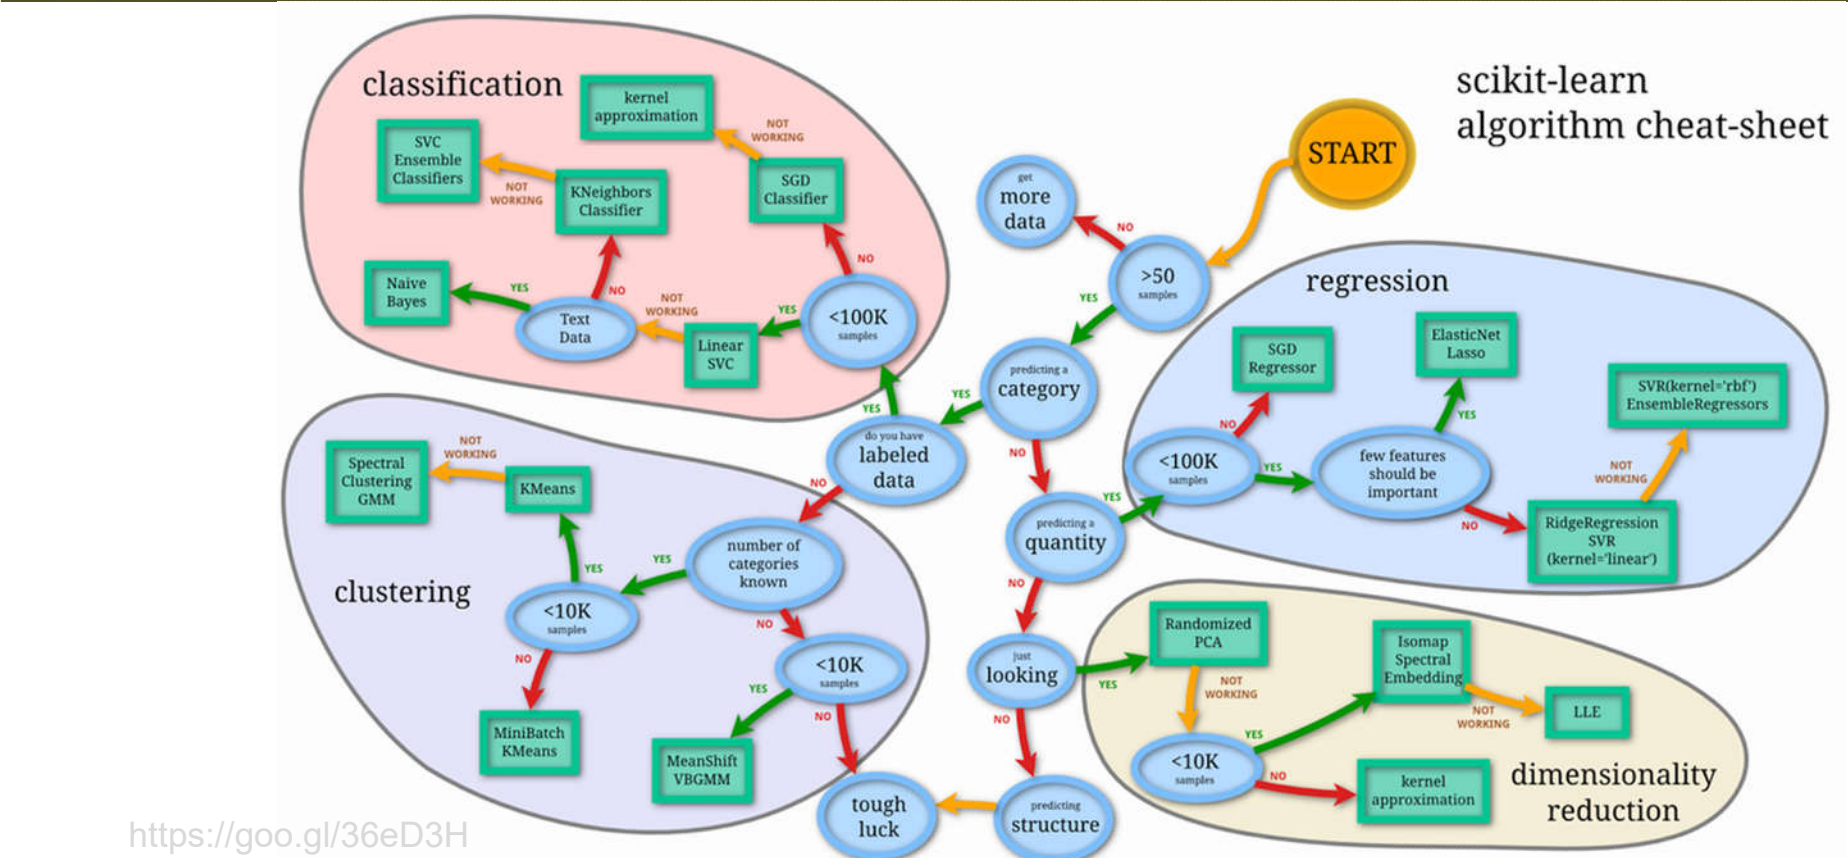 scikit-learn
algorithm cheat-sheet
START
get
more
data
NO
>50
samples
YES
predicting a
category
YES
NO
do you have
labeled
data
YES
NO
predicting a
quantity
YES
NO
just
looking
YES
NO
predicting
structure
tough
luck
classification
kernel
approximation
NOT
WORKING
SVC
Ensemble
Classifiers
NOT
WORKING
KNeighbors
Classifier
SGD
Classifier
NO
Naive
Bayes
YES
NO
Text
Data
NOT
WORKING
Linear
SVC
YES
<100K
samples
regression
SGD
Regressor
ElasticNet
Lasso
SVR(kernel='rbf')
EnsembleRegressors
NO
YES
<100K
samples
YES
few features
should be
important
NOT
WORKING
NO
RidgeRegression
SVR
(kernel='linear')
clustering
Spectral
Clustering
GMM
NOT
WORKING
KMeans
YES
number of
categories
known
YES
NO
<10K
samples
NO
MiniBatch
KMeans
<10K
samples
YES
NO
MeanShift
VBGMM
dimensionality
reduction
Randomized
PCA
NOT
WORKING
Isomap
Spectral
Embedding
NOT
WORKING
LLE
YES
<10K
samples
NO
kernel
approximation
https://goo.gl/36eD3H